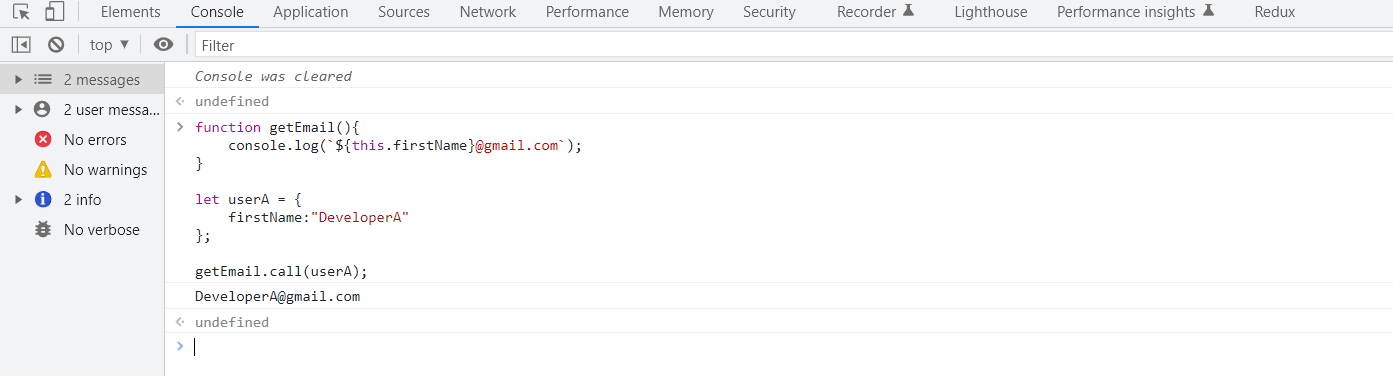 Elements Console Application Sources Network Performance Memory Security Recorder Lighthouse Performance insights Redux
top ▼ Filter
2 messages
2 user messa...
No errors
No warnings
2 info
No verbose
Console was cleared
undefined
function getEmail(){
    console.log(`${this.firstName}@gmail.com`);
}
let userA = {
    firstName:"DeveloperA"
};
getEmail.call(userA);
DeveloperA@gmail.com
undefined